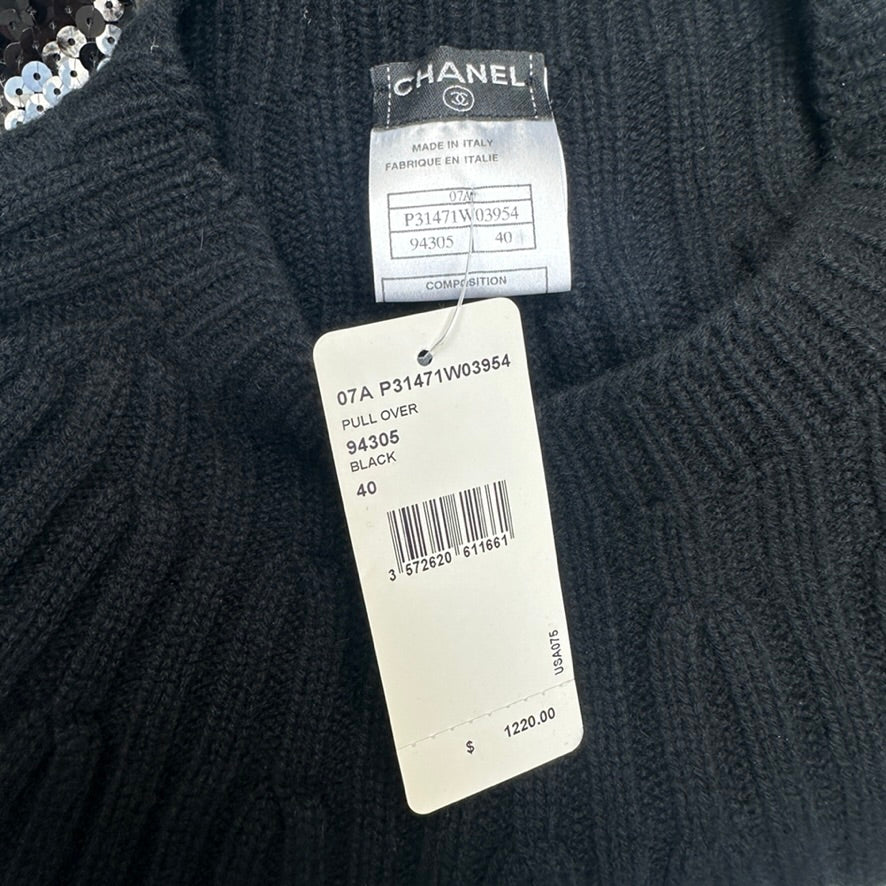 CHANEL
MADE IN ITALY
FABRIQUE EN ITALIE
07A
P31471W03954
94305 40
COMPOSITION
07A P31471W03954
PULL OVER
94305
BLACK
40
3 572620 611661
USA075
$ 1220.00